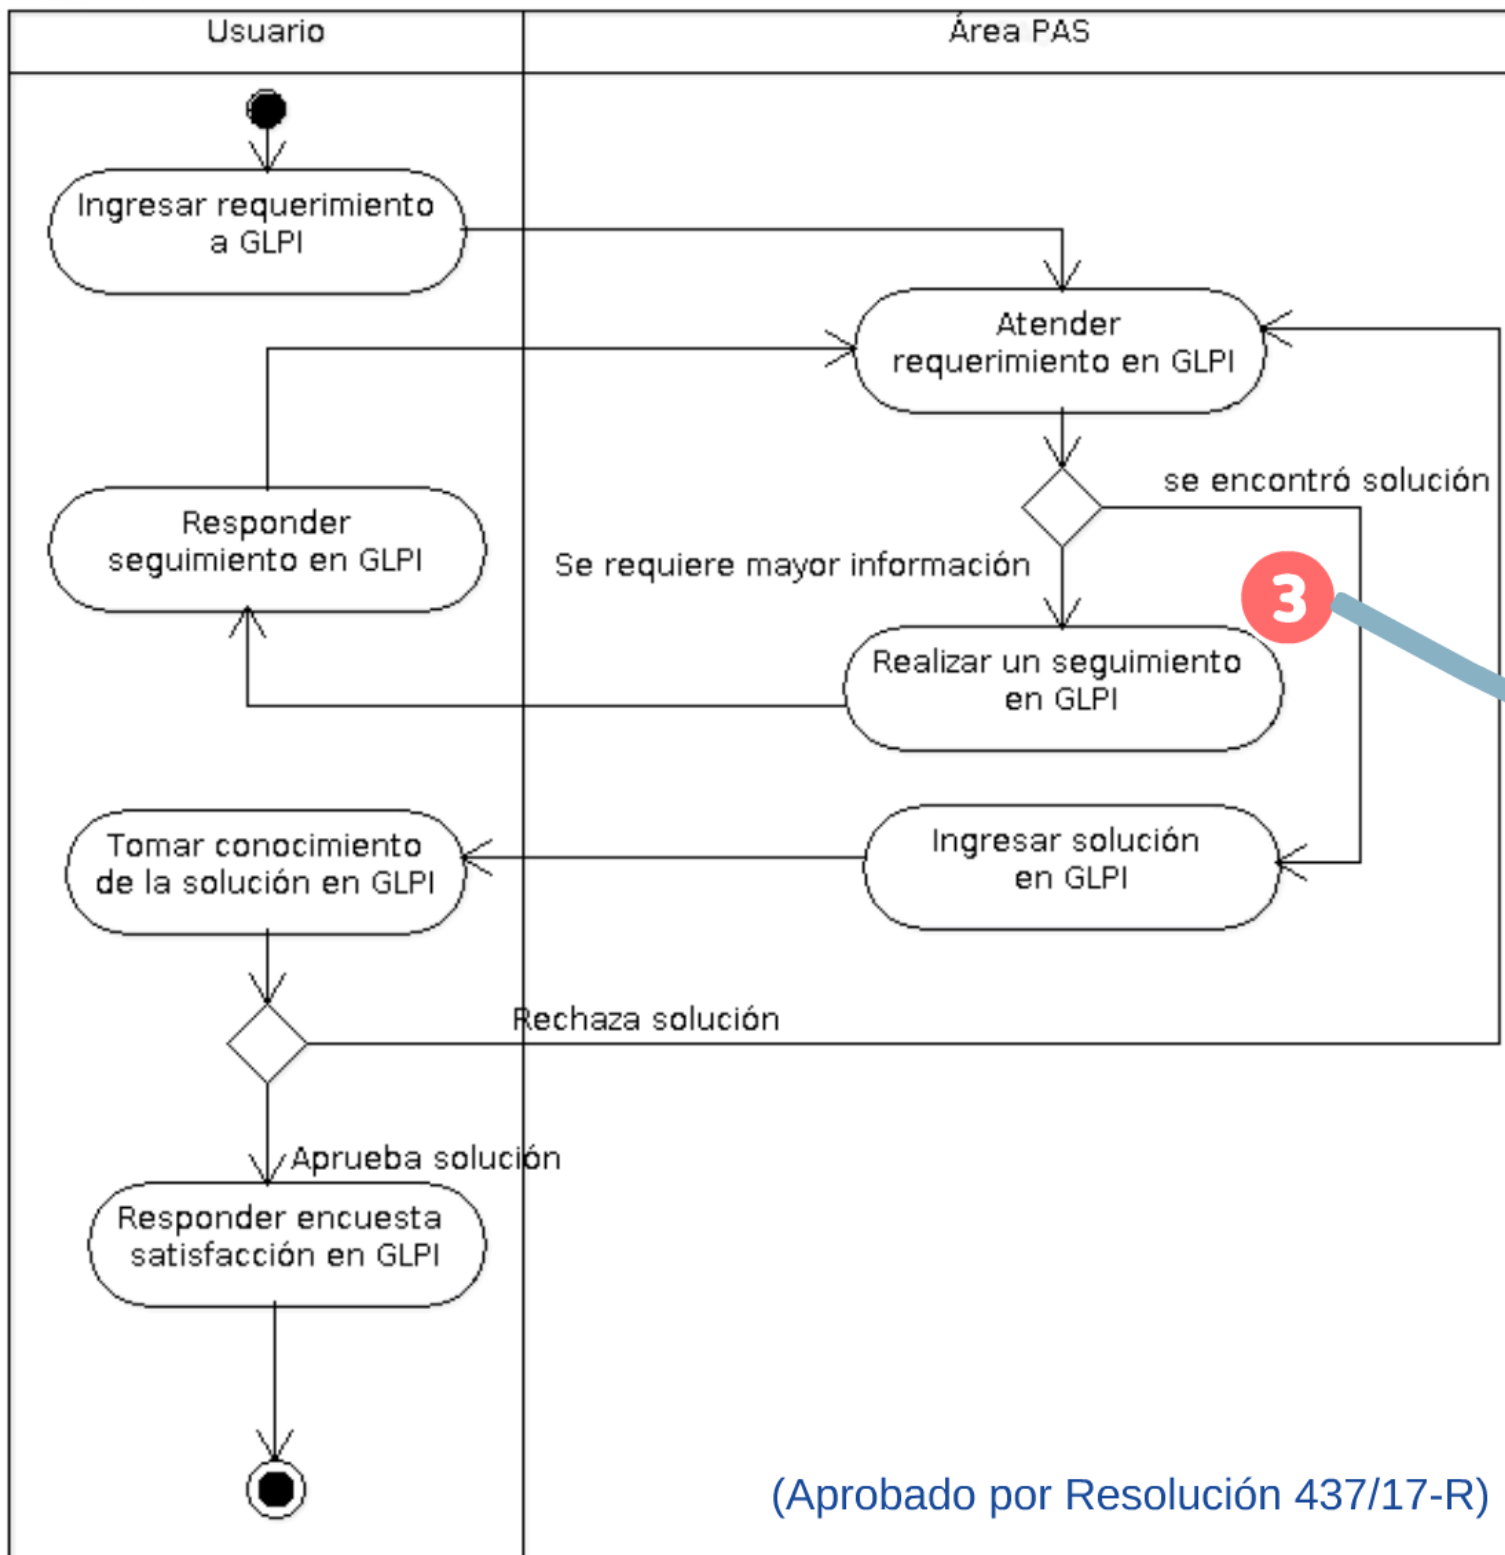 Usuario
Área PAS
Ingresar requerimiento
a GLPI
Atender
requerimiento en GLPI
se encontró solución
Responder
seguimiento en GLPI
Se requiere mayor información
3
Realizar un seguimiento
en GLPI
Tomar conocimiento
de la solución en GLPI
Ingresar solución
en GLPI
Rechaza solución
Aprueba solución
Responder encuesta
satisfacción en GLPI
(Aprobado por Resolución 437/17-R)